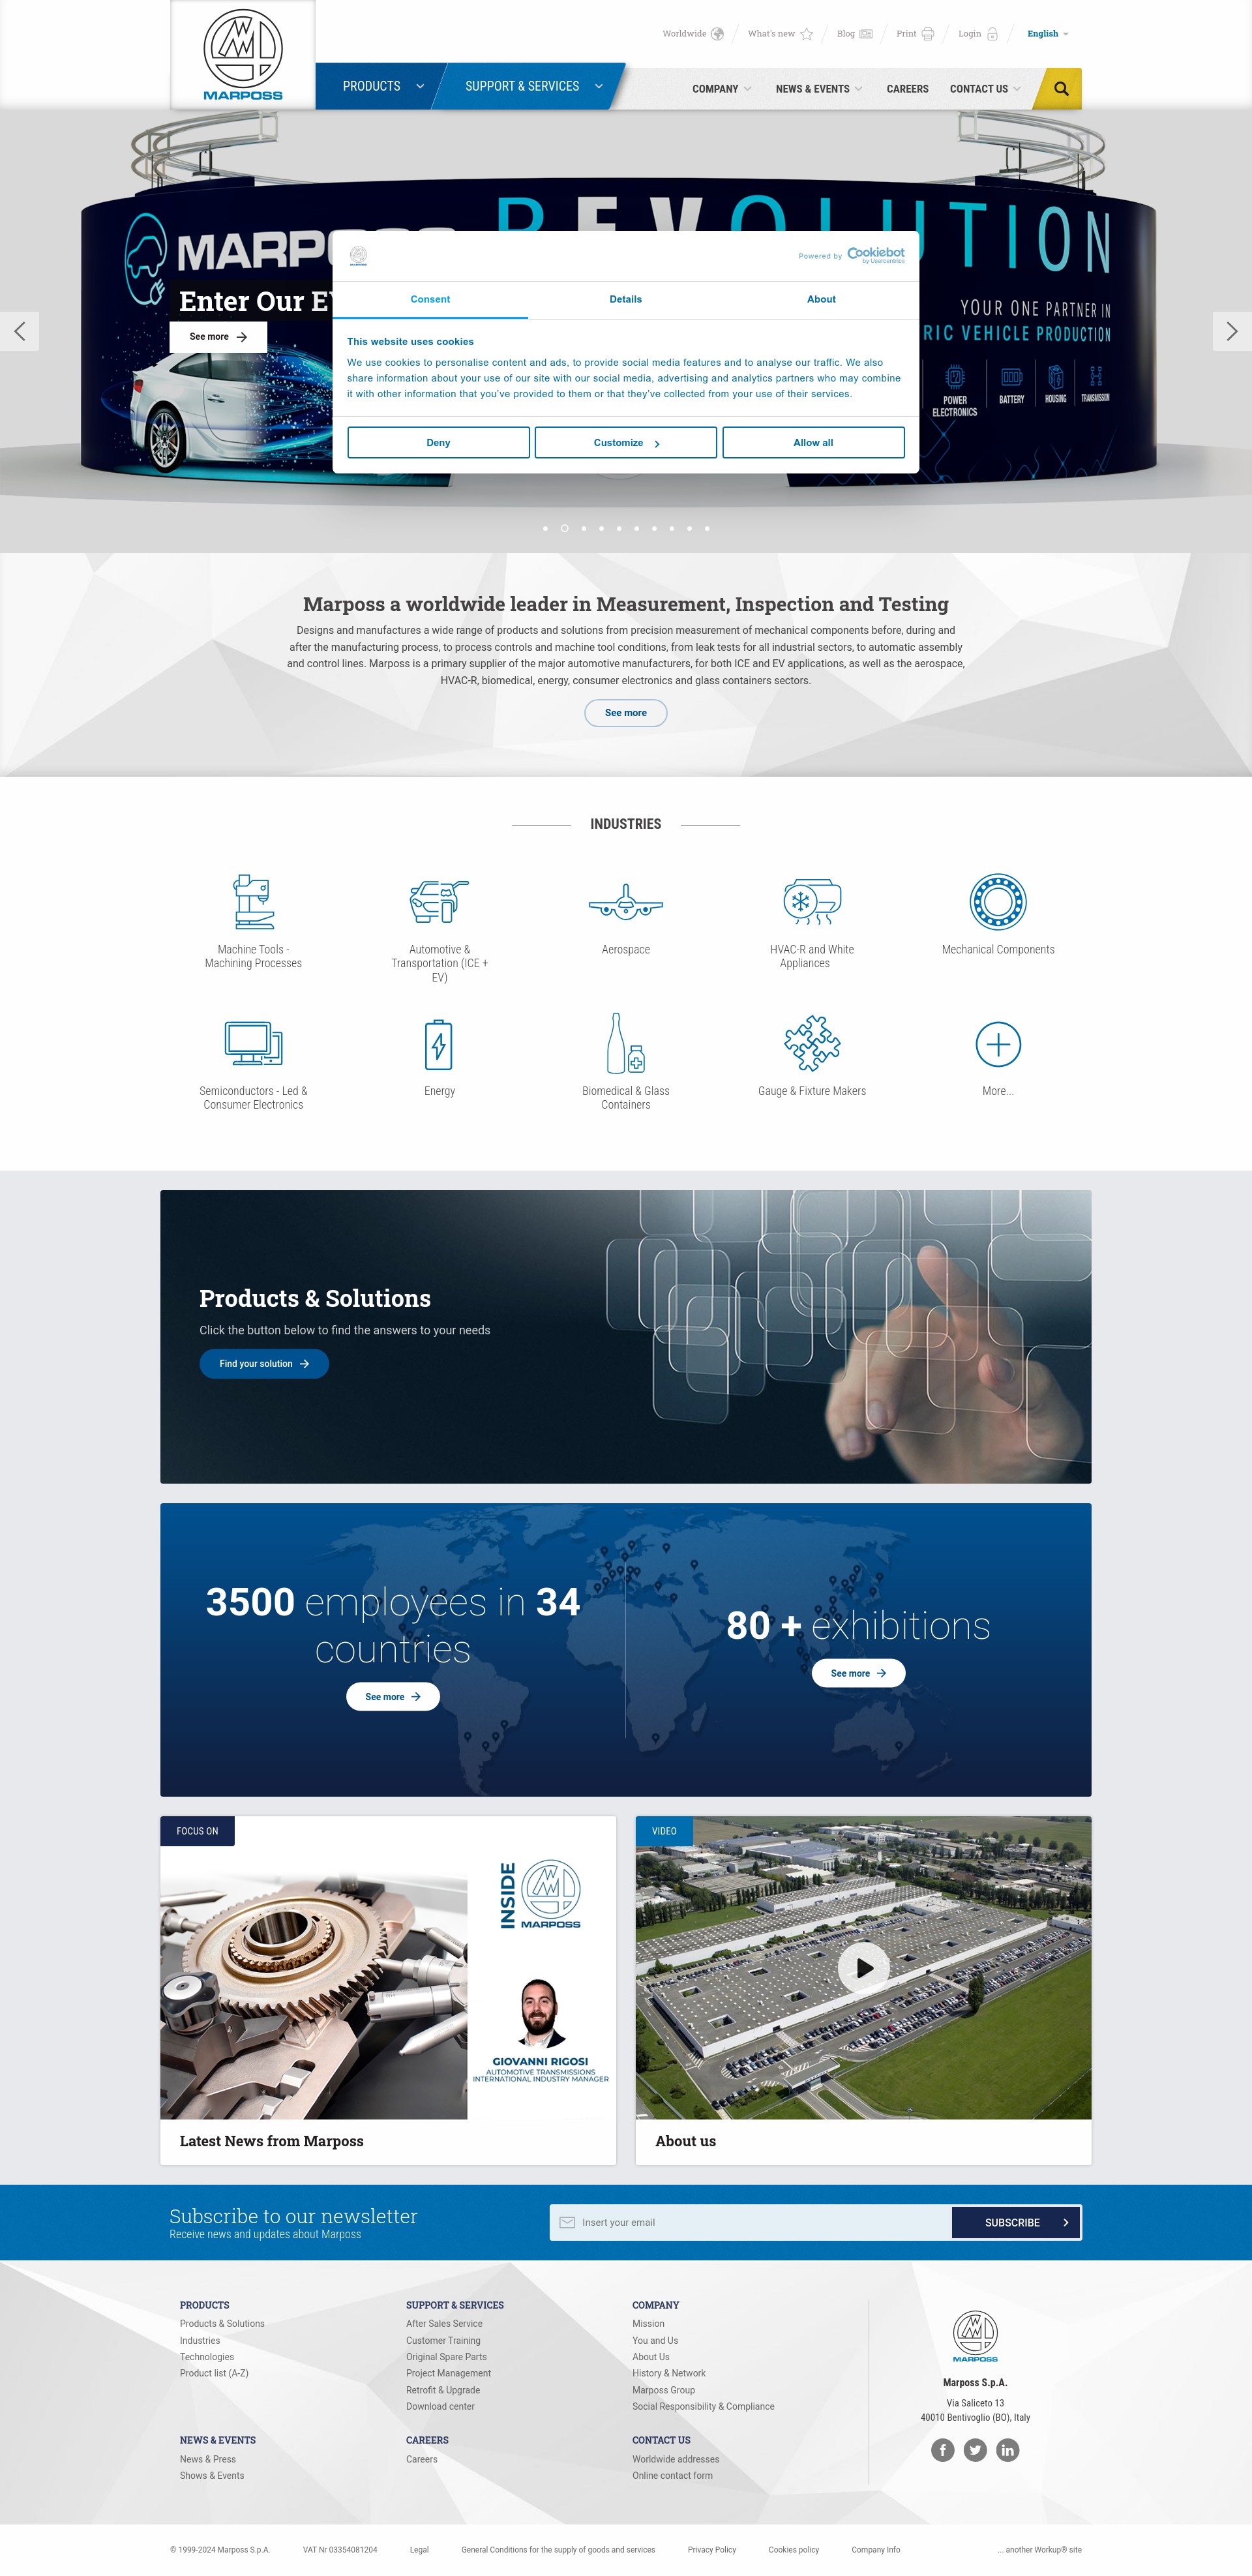 MARPOSS
Worldwide
What's new
Blog
Print
Login
English
PRODUCTS
SUPPORT & SERVICES
COMPANY
NEWS & EVENTS
CAREERS
CONTACT US
Enter Our
See more
YOUR ONE PARTNER IN
RIC VEHICLE PRODUCTION
POWER
ELECTRONICS
BATTERY
HOUSING
TRANSMISSION
Powered by Cookiebot
by Usercentrics
Consent
Details
About
This website uses cookies
We use cookies to personalise content and ads, to provide social media features and to analyse our traffic. We also
share information about your use of our site with our social media, advertising and analytics partners who may combine
it with other information that you've provided to them or that they've collected from your use of their services.
Deny
Customize
Allow all
Marposs a worldwide leader in Measurement, Inspection and Testing
Designs and manufactures a wide range of products and solutions from precision measurement of mechanical components before, during and
after the manufacturing process, to process controls and machine tool conditions, from leak tests for all industrial sectors, to automatic assembly
and control lines. Marposs is a primary supplier of the major automotive manufacturers, for both ICE and EV applications, as well as the aerospace,
HVAC-R, biomedical, energy, consumer electronics and glass containers sectors.
See more
INDUSTRIES
Machine Tools -
Machining Processes
Automotive &
Transportation (ICE +
EV)
Aerospace
HVAC-R and White
Appliances
Mechanical Components
Semiconductors - Led &
Consumer Electronics
Energy
Biomedical & Glass
Containers
Gauge & Fixture Makers
More...
Products & Solutions
Click the button below to find the answers to your needs
Find your solution
3500 employees in 34
countries
See more
80 + exhibitions
See more
FOCUS ON
INSIDE
MARPOSS
GIOVANNI RIGOSI
AUTOMOTIVE TRANSMISSIONS
INTERNATIONAL INDUSTRY MANAGER
Latest News from Marposs
VIDEO
About us
Subscribe to our newsletter
Receive news and updates about Marposs
Insert your email
SUBSCRIBE
PRODUCTS
Products & Solutions
Industries
Technologies
Product list (A-Z)
SUPPORT & SERVICES
After Sales Service
Customer Training
Original Spare Parts
Project Management
Retrofit & Upgrade
Download center
COMPANY
Mission
You and Us
About Us
History & Network
Marposs Group
Social Responsibility & Compliance
NEWS & EVENTS
News & Press
Shows & Events
CAREERS
Careers
CONTACT US
Worldwide addresses
Online contact form
MARPOSS
Marposs S.p.A.
Via Saliceto 13
40010 Bentivoglio (BO), Italy
© 1999-2024 Marposs S.p.A.
VAT Nr 03354081204
Legal
General Conditions for the supply of goods and services
Privacy Policy
Cookies policy
Company Info
... another Workup® site